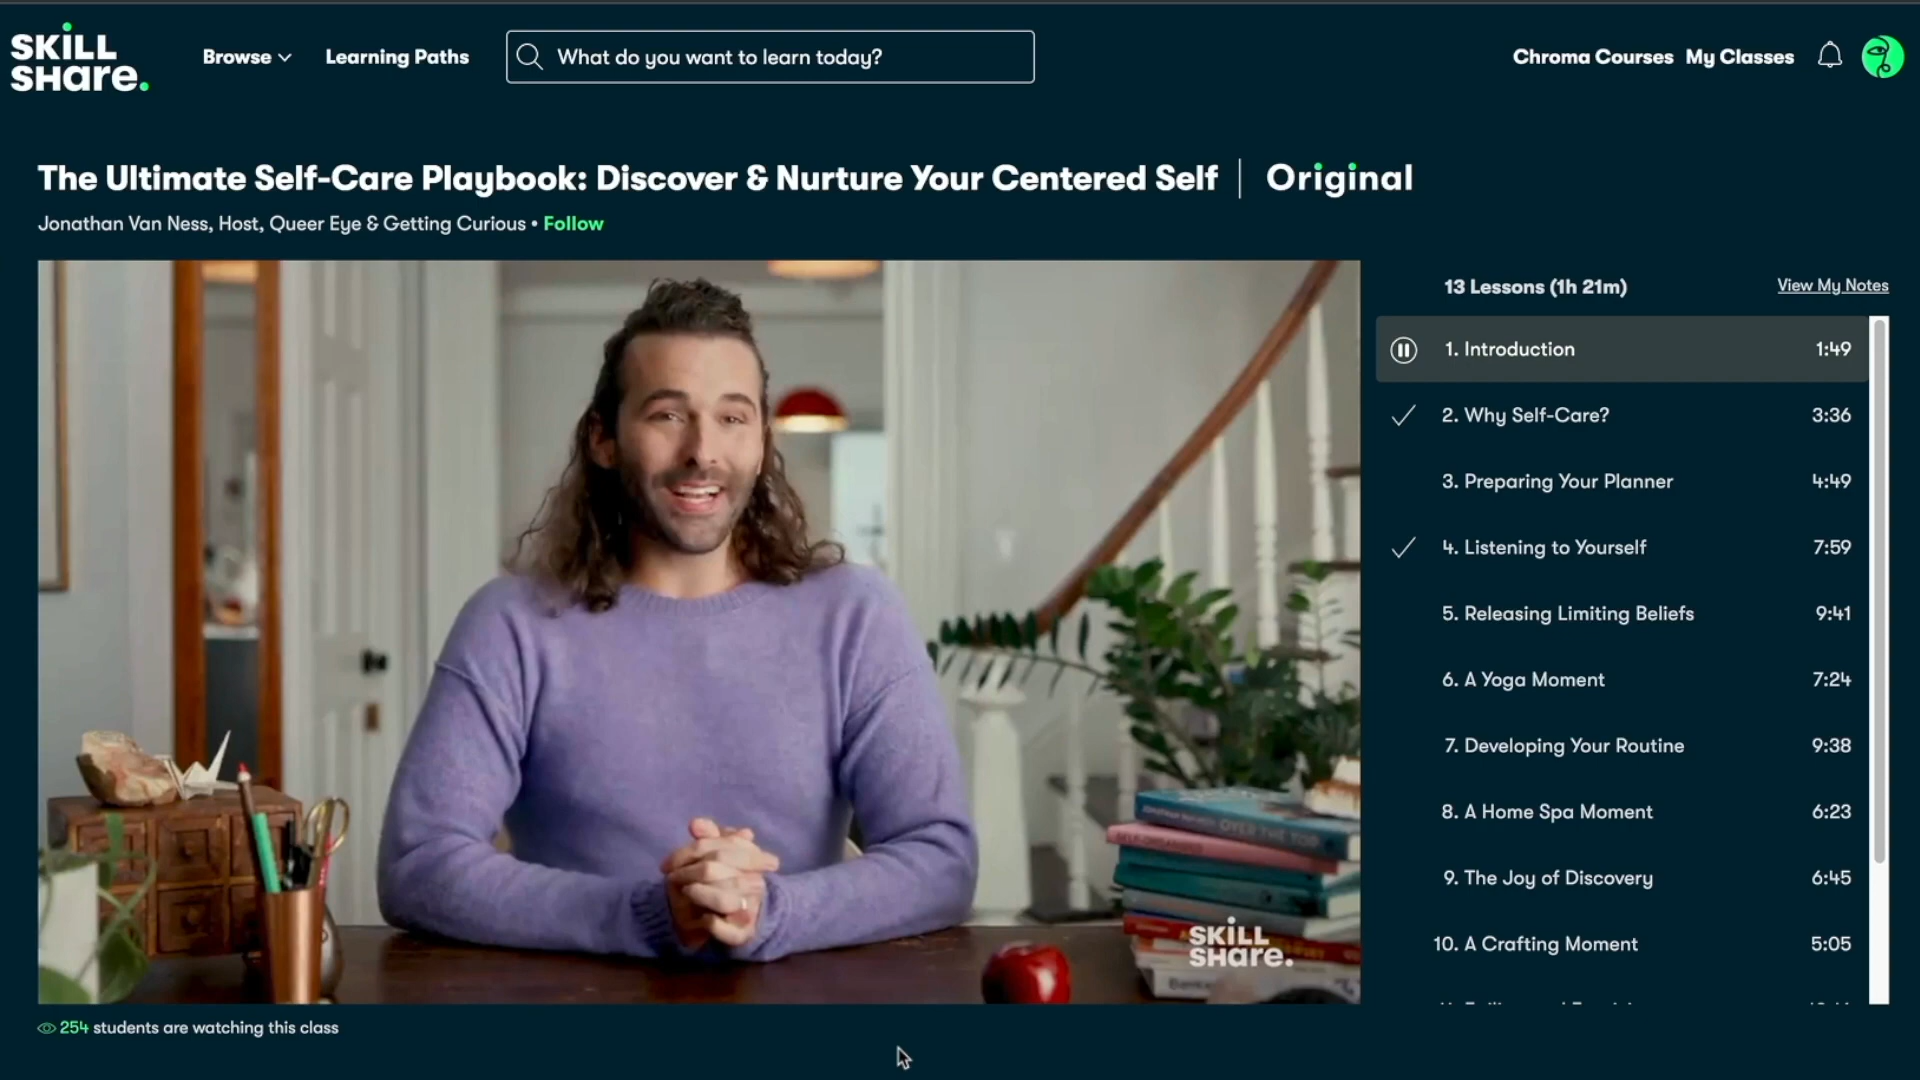 SKILL
SHare.
Browse
Learning Paths
What do you want to learn today?
Chroma Courses
My Classes
The Ultimate Self-Care Playbook: Discover & Nurture Your Centered Self | Original
Jonathan Van Ness, Host, Queer Eye & Getting Curious • Follow
13 Lessons (1h 21m)
View My Notes
1. Introduction 1:49
2. Why Self-Care? 3:36
3. Preparing Your Planner 4:49
4. Listening to Yourself 7:59
5. Releasing Limiting Beliefs 9:41
6. A Yoga Moment 7:24
7. Developing Your Routine 9:38
8. A Home Spa Moment 6:23
9. The Joy of Discovery 6:45
10. A Crafting Moment 5:05
OVER THE TOP
SKILL
SHare.
254 students are watching this class